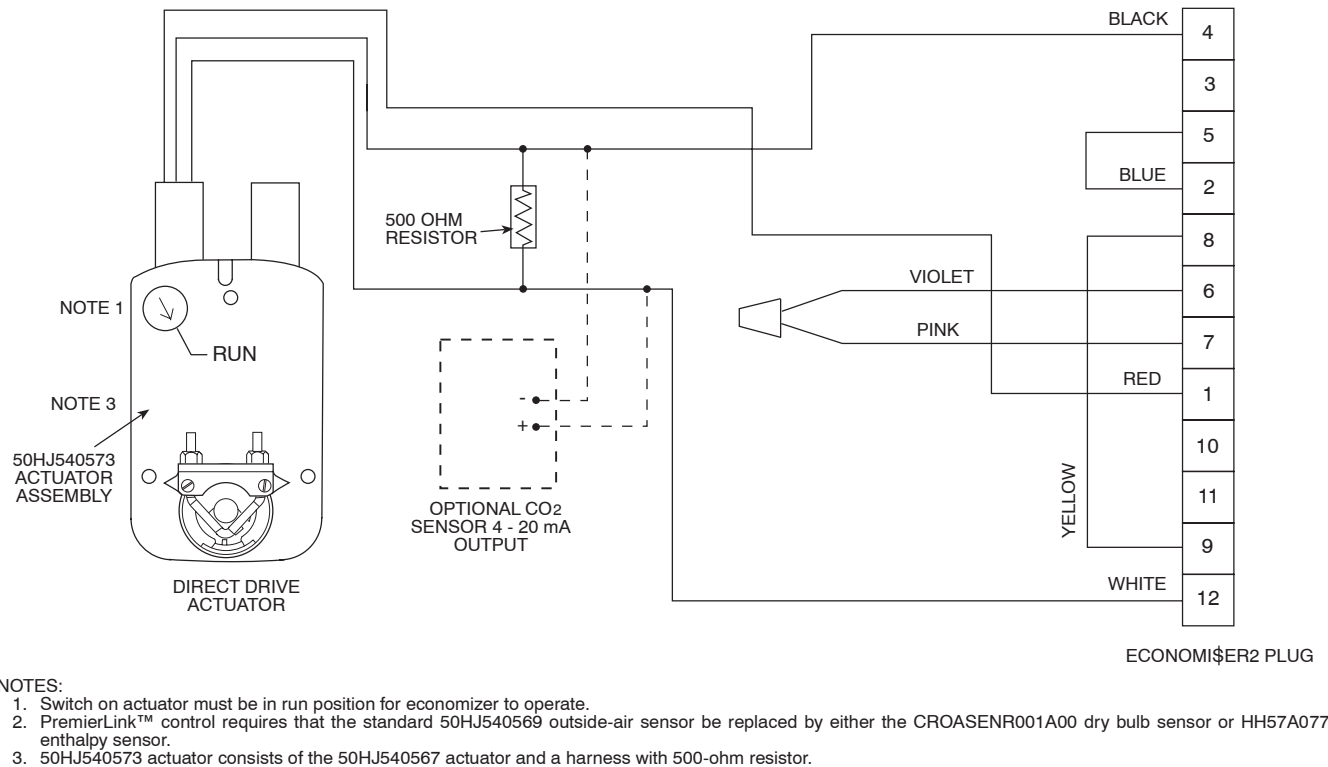 BLACK
4
3
5
BLUE
2
500 OHM
RESISTOR
8
VIOLET
6
NOTE 1
PINK
7
RUN
RED
1
NOTE 3
-
+
10
50HJ540573
ACTUATOR
ASSEMBLY
YELLOW
11
OPTIONAL CO2
SENSOR 4 - 20 mA
OUTPUT
9
DIRECT DRIVE
ACTUATOR
WHITE
12
ECONOMI$ER2 PLUG
NOTES:
1. Switch on actuator must be in run position for economizer to operate.
2. PremierLink™ control requires that the standard 50HJ540569 outside-air sensor be replaced by either the CROASENR001A00 dry bulb sensor or HH57A077
enthalpy sensor.
3. 50HJ540573 actuator consists of the 50HJ540567 actuator and a harness with 500-ohm resistor.